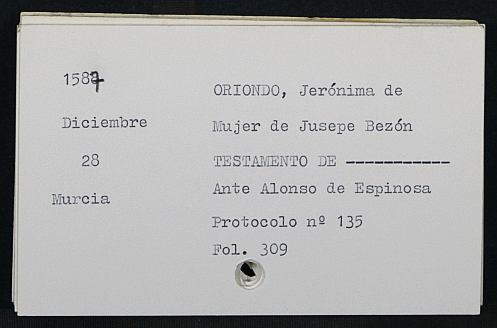 1587
Diciembre
28
Murcia
ORIONDO, Jerónima de
Mujer de Jusepe Bezón
TESTAMENTO DE -----------
Ante Alonso de Espinosa
Protocolo nº 135
Fol. 309